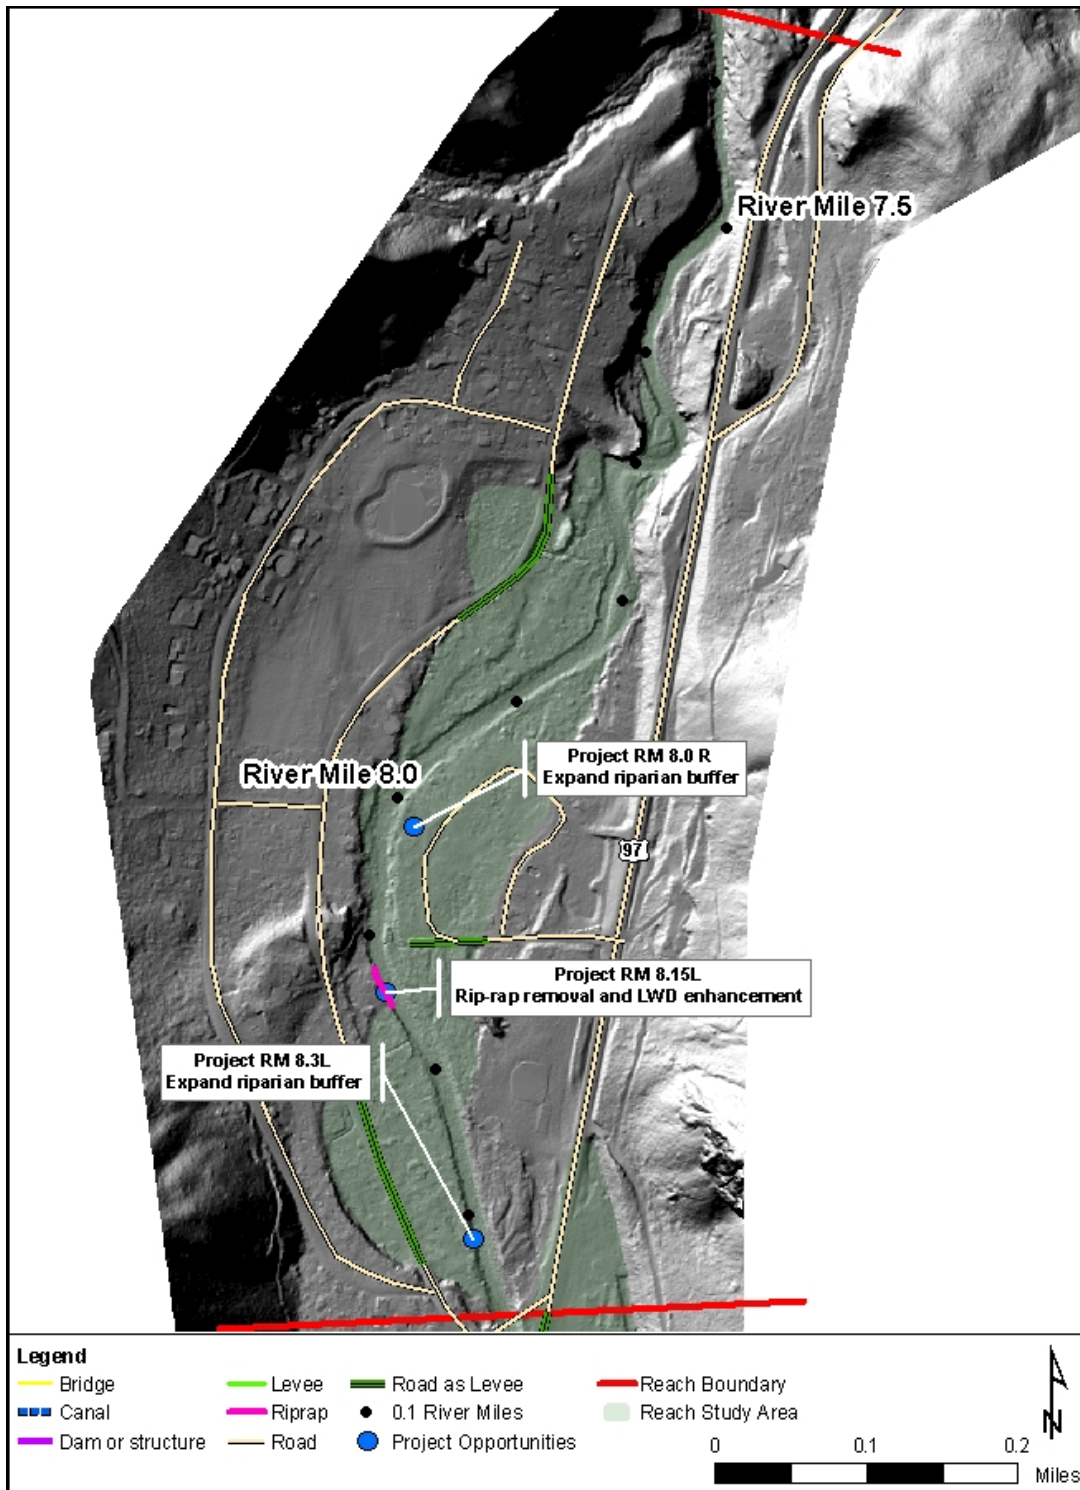 River Mile 7.5
Project RM 8.0 R
Expand riparian buffer
River Mile 8.0
97
Project RM 8.15L
Rip-rap removal and LWD enhancement
Project RM 8.3L
Expand riparian buffer
Legend
Bridge
Levee
Road as Levee
Reach Boundary
Canal
Riprap
0.1 River Miles
Reach Study Area
Dam or structure
Road
Project Opportunities
N
0 0.1 0.2
Miles